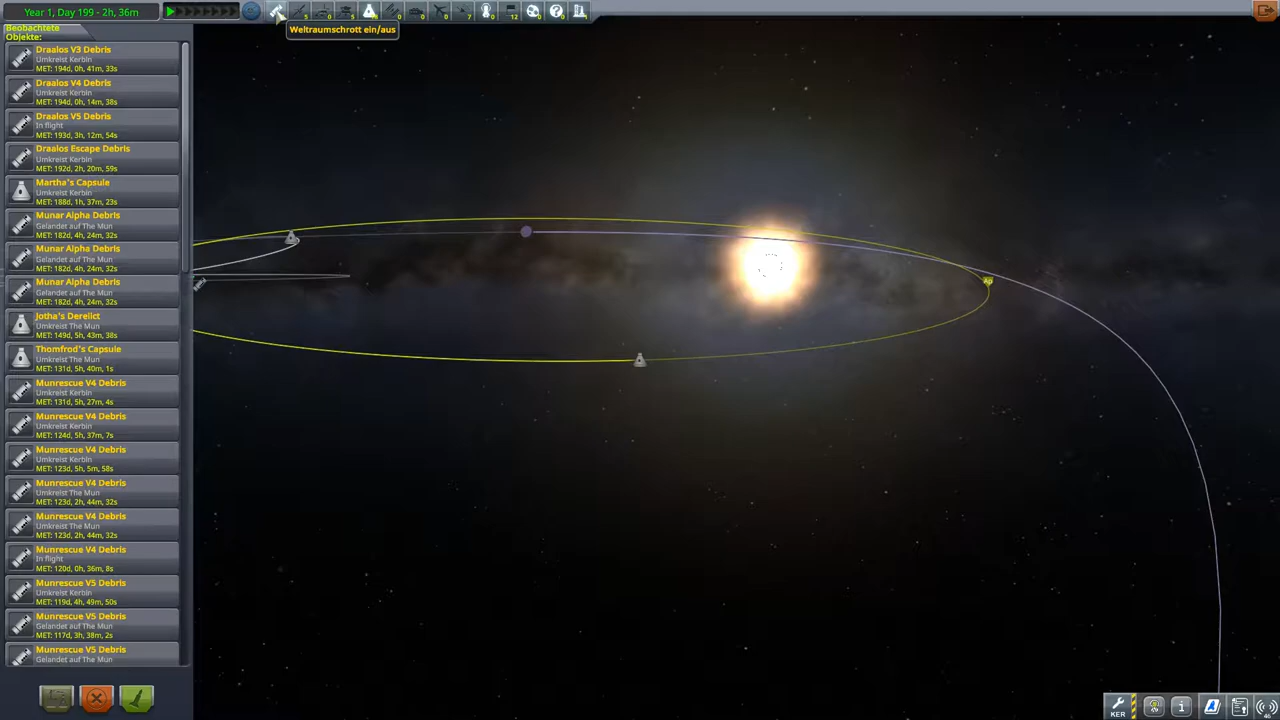 Year 1, Day 199 - 2h, 36m
Weltraumschrott ein/aus
Beobachtete
Objekte:
Draalos V3 Debris
Umkreist Kerbin
MET: 194d, 0h, 41m, 33s
Draalos V4 Debris
Umkreist Kerbin
MET: 194d, 0h, 14m, 38s
Draalos V5 Debris
In flight
MET: 193d, 3h, 12m, 54s
Draalos Escape Debris
Umkreist Kerbin
MET: 192d, 2h, 20m, 59s
Martha's Capsule
Umkreist Kerbin
MET: 188d, 1h, 37m, 23s
Munar Alpha Debris
Gelandet auf The Mun
MET: 182d, 4h, 24m, 32s
Munar Alpha Debris
Gelandet auf The Mun
MET: 182d, 4h, 24m, 32s
Munar Alpha Debris
Gelandet auf The Mun
MET: 182d, 4h, 24m, 32s
Jotha's Derelict
Umkreist The Mun
MET: 149d, 5h, 43m, 38s
Thomfrod's Capsule
Umkreist The Mun
MET: 131d, 5h, 40m, 1s
Munrescue V4 Debris
Umkreist Kerbin
MET: 131d, 5h, 27m, 4s
Munrescue V4 Debris
Umkreist Kerbin
MET: 124d, 5h, 37m, 7s
Munrescue V4 Debris
Umkreist Kerbin
MET: 123d, 5h, 5m, 58s
Munrescue V4 Debris
Umkreist The Mun
MET: 123d, 2h, 44m, 32s
Munrescue V4 Debris
Umkreist The Mun
MET: 123d, 2h, 44m, 32s
Munrescue V4 Debris
In flight
MET: 120d, 0h, 36m, 8s
Munrescue V5 Debris
Umkreist Kerbin
MET: 119d, 4h, 49m, 50s
Munrescue V5 Debris
Gelandet auf The Mun
MET: 117d, 3h, 38m, 2s
Munrescue V5 Debris
Gelandet auf The Mun
Ap
KER